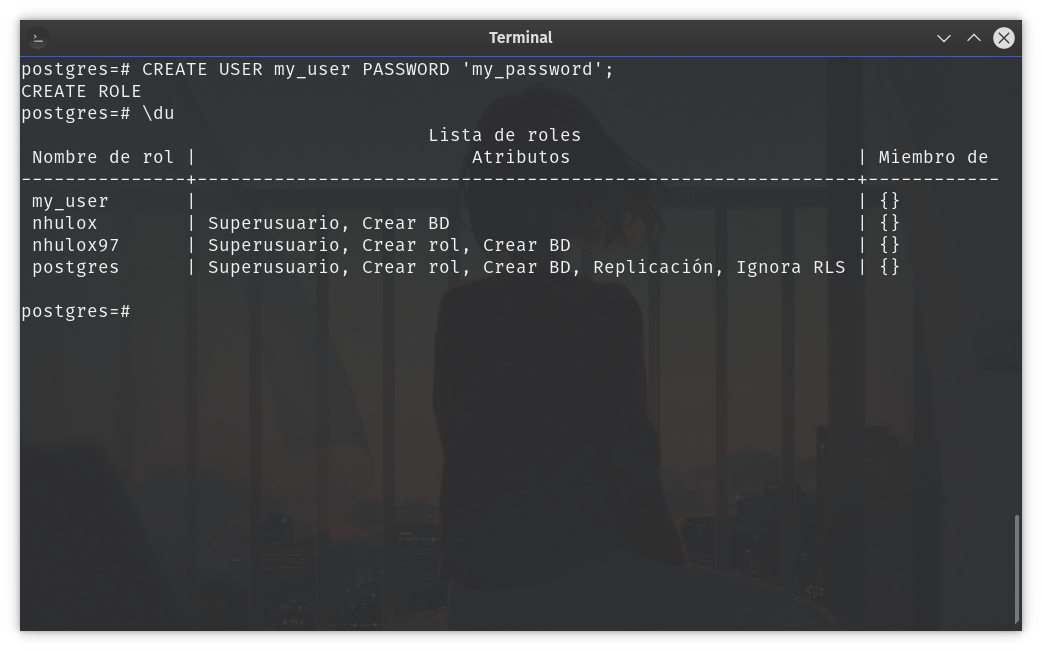 Terminal
postgres=# CREATE USER my_user PASSWORD 'my_password';
CREATE ROLE
postgres=# \du
                                     Lista de roles
 Nombre de rol |                         Atributos                          | Miembro de 
---------------+------------------------------------------------------------+------------
 my_user       |                                                            | {}
 nhulox        | Superusuario, Crear BD                                     | {}
 nhulox97      | Superusuario, Crear rol, Crear BD                          | {}
 postgres      | Superusuario, Crear rol, Crear BD, Replicación, Ignora RLS | {}
postgres=#